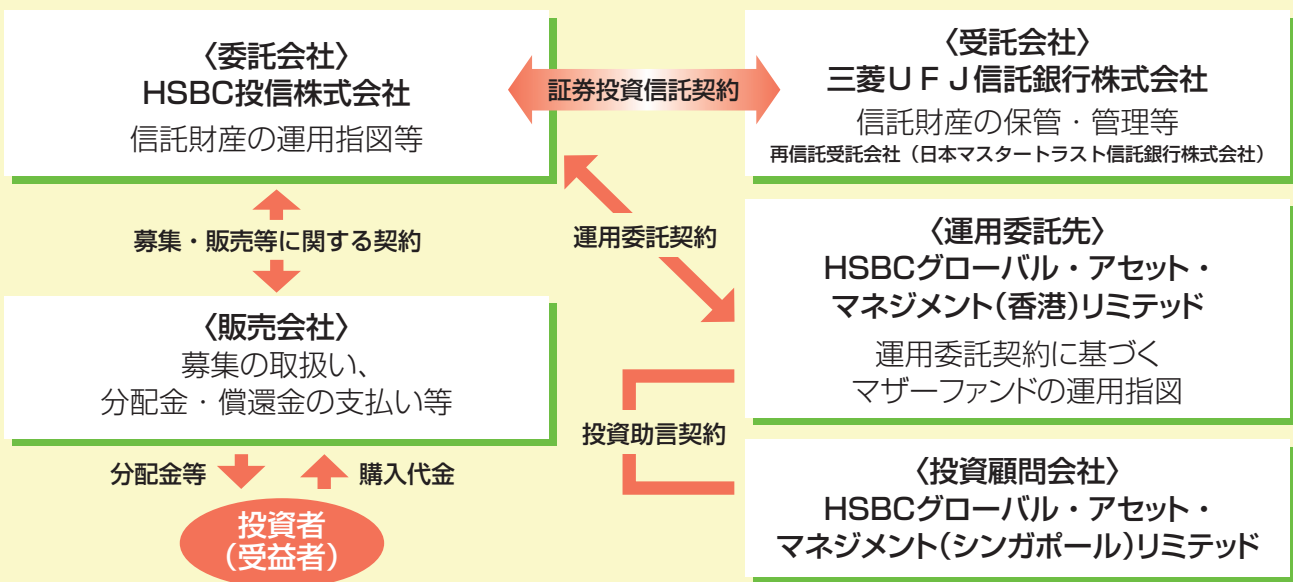 〈委託会社〉
HSBC投信株式会社
信託財産の運用指図等
証券投資信託契約
〈受託会社〉
三菱UFJ信託銀行株式会社
信託財産の保管・管理等
再信託受託会社（日本マスタートラスト信託銀行株式会社）
募集・販売等に関する契約
運用委託契約
〈運用委託先〉
HSBCグローバル・アセット・
マネジメント（香港）リミテッド
運用委託契約に基づく
マザーファンドの運用指図
〈販売会社〉
募集の取扱い、
分配金・償還金の支払い等
投資助言契約
分配金等
購入代金
投資者
（受益者）
〈投資顧問会社〉
HSBCグローバル・アセット・
マネジメント（シンガポール）リミテッド